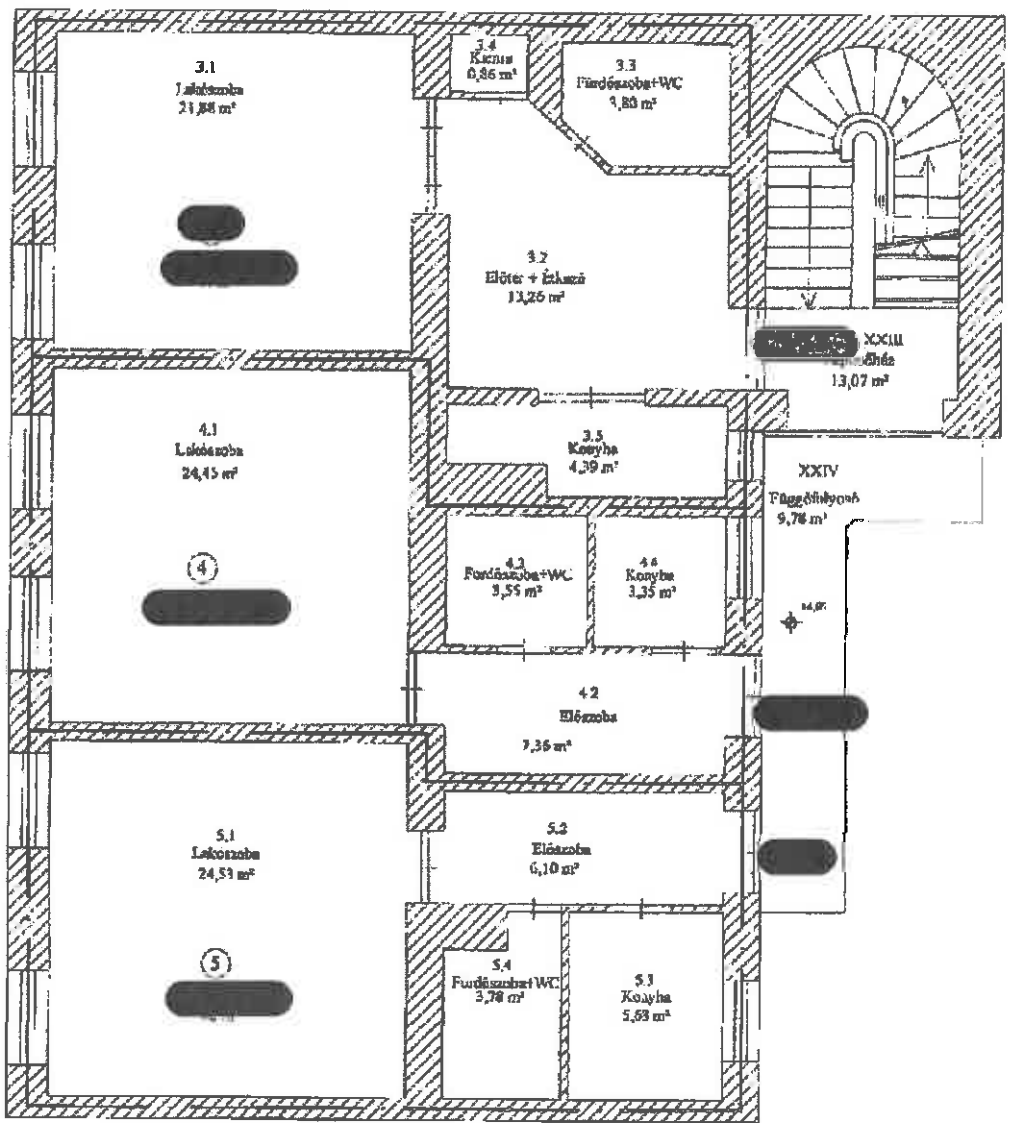 3.1
Lakószoba
21,88 m²
3.4
Kamra
0,86 m²
3.3
Fürdőszoba+WC
3,80 m²
3.2
Előtér + Étkező
13,26 m²
XXIII
13,07 m²
4.1
Lakószoba
24,45 m²
3.5
Konyha
4,39 m²
XXIV
Függőfolyosó
9,78 m²
4
4.3
Fürdőszoba+WC
3,55 m²
4.4
Konyha
3,35 m²
4.2
Előszoba
7,36 m²
5.1
Lakószoba
24,53 m²
5.2
Előszoba
6,10 m²
5
5.4
Fürdőszoba+WC
3,78 m²
5.3
Konyha
5,63 m²